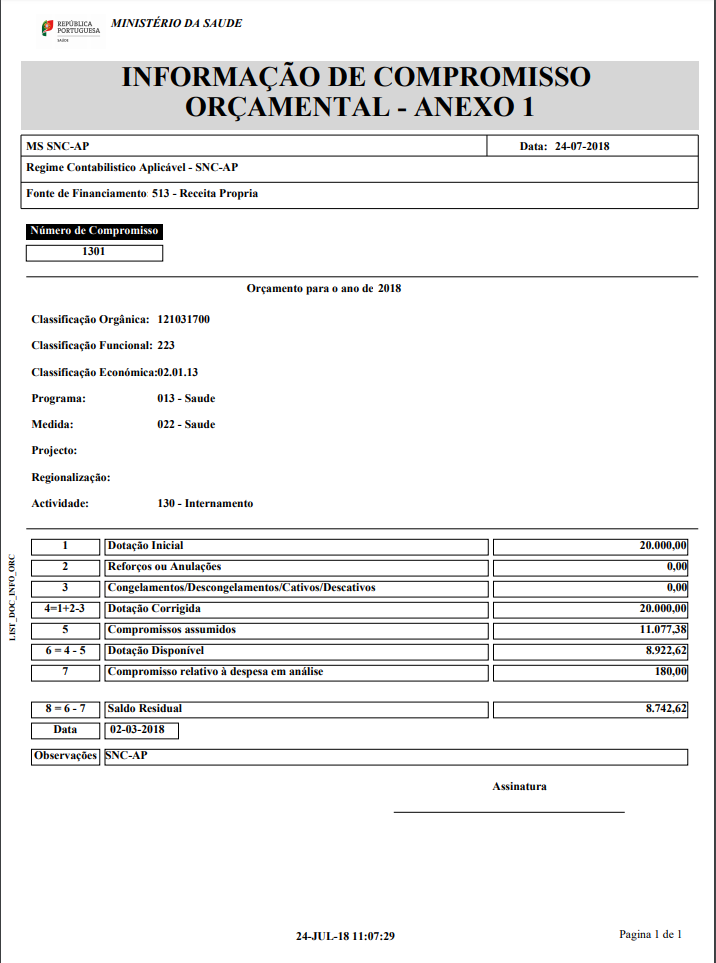 REPÚBLICA
PORTUGUESA
SAÚDE
MINISTÉRIO DA SAUDE
INFORMAÇÃO DE COMPROMISSO
ORÇAMENTAL - ANEXO 1
MS SNC-AP Data: 24-07-2018
Regime Contabilistico Aplicável - SNC-AP
Fonte de Financiamento: 513 - Receita Propria
Número de Compromisso
1301
Orçamento para o ano de 2018
Classificação Orgânica: 121031700
Classificação Funcional: 223
Classificação Económica:02.01.13
Programa: 013 - Saude
Medida: 022 - Saude
Projecto:
Regionalização:
Actividade: 130 - Internamento
1 Dotação Inicial 20.000,00
2 Reforços ou Anulações 0,00
3 Congelamentos/Descongelamentos/Cativos/Descativos 0,00
4=1+2-3 Dotação Corrigida 20.000,00
5 Compromissos assumidos 11.077,38
6 = 4 - 5 Dotação Disponível 8.922,62
7 Compromisso relativo à despesa em análise 180,00
8 = 6 - 7 Saldo Residual 8.742,62
Data 02-03-2018
Observações SNC-AP
Assinatura
LIST_DOC_INFO_ORC
24-JUL-18 11:07:29 Pagina 1 de 1